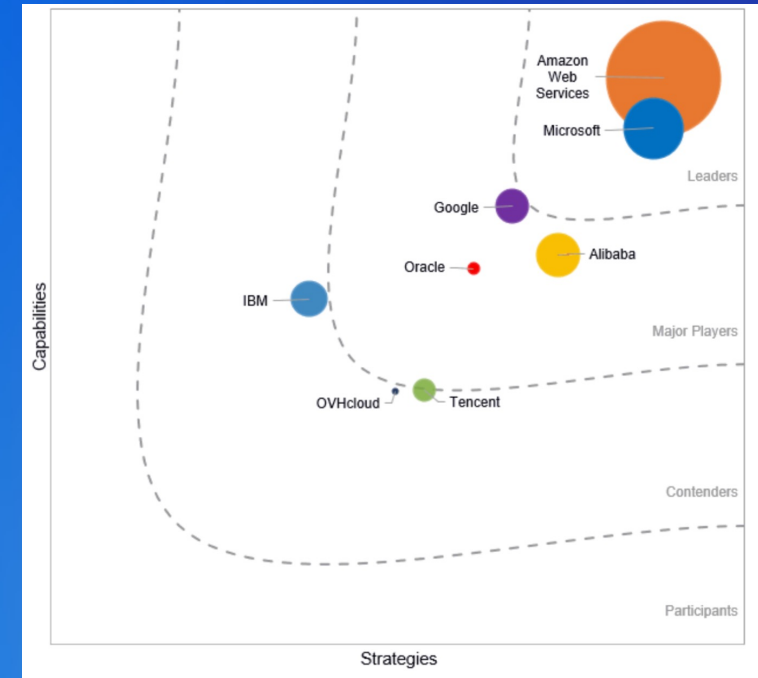 Amazon
Web
Services
Microsoft
Leaders
Google
Alibaba
Oracle
IBM
Capabilities
Major Players
OVHcloud
Tencent
Contenders
Participants
Strategies